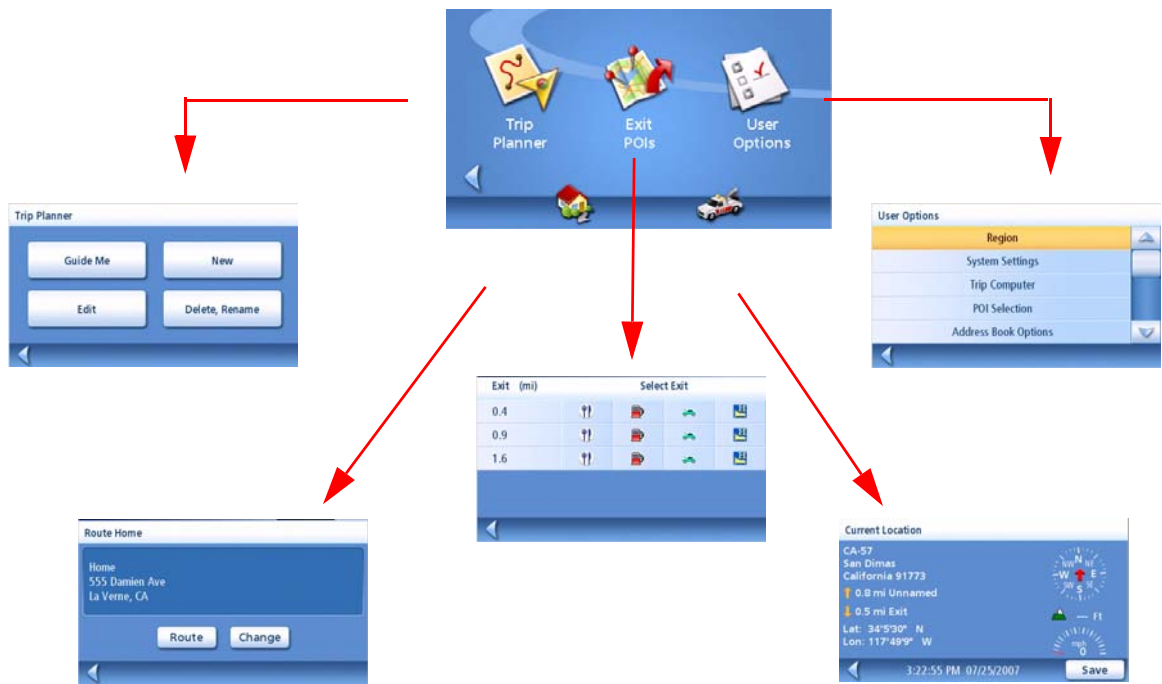 Trip
Planner
Exit
POIs
User
Options
Trip Planner
Guide Me
New
Edit
Delete, Rename
User Options
Region
System Settings
Trip Computer
POI Selection
Address Book Options
Exit (mi) Select Exit
0.4
0.9
1.6
Route Home
Home
555 Damien Ave
La Verne, CA
Route
Change
Current Location
CA-57
San Dimas
California 91773
0.8 mi Unnamed
0.5 mi Exit
Lat: 34°5'30" N
Lon: 117°49'9" W
N
NE
E
SE
S
SW
W
NW
--- Ft
mph
0
3:22:55 PM 07/25/2007
Save